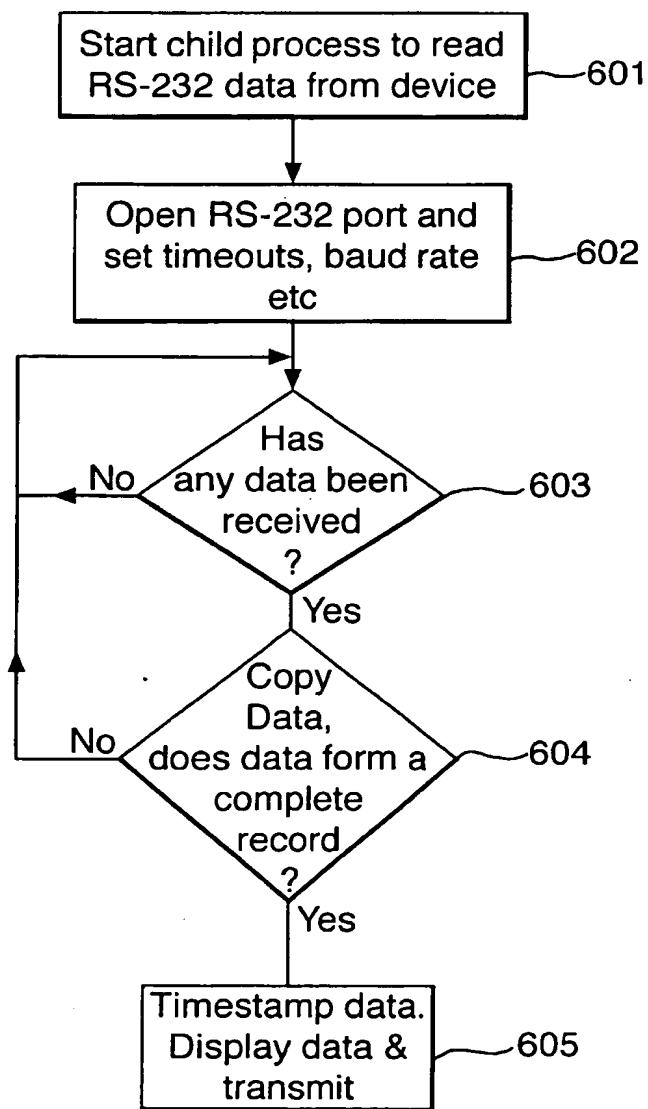 Start child process to read
RS-232 data from device
601
Open RS-232 port and
set timeouts, baud rate
etc
602
Has
any data been
received
?
No
603
Yes
Copy
Data,
does data form a
complete
record
?
No
604
Yes
Timestamp data.
Display data &
transmit
605